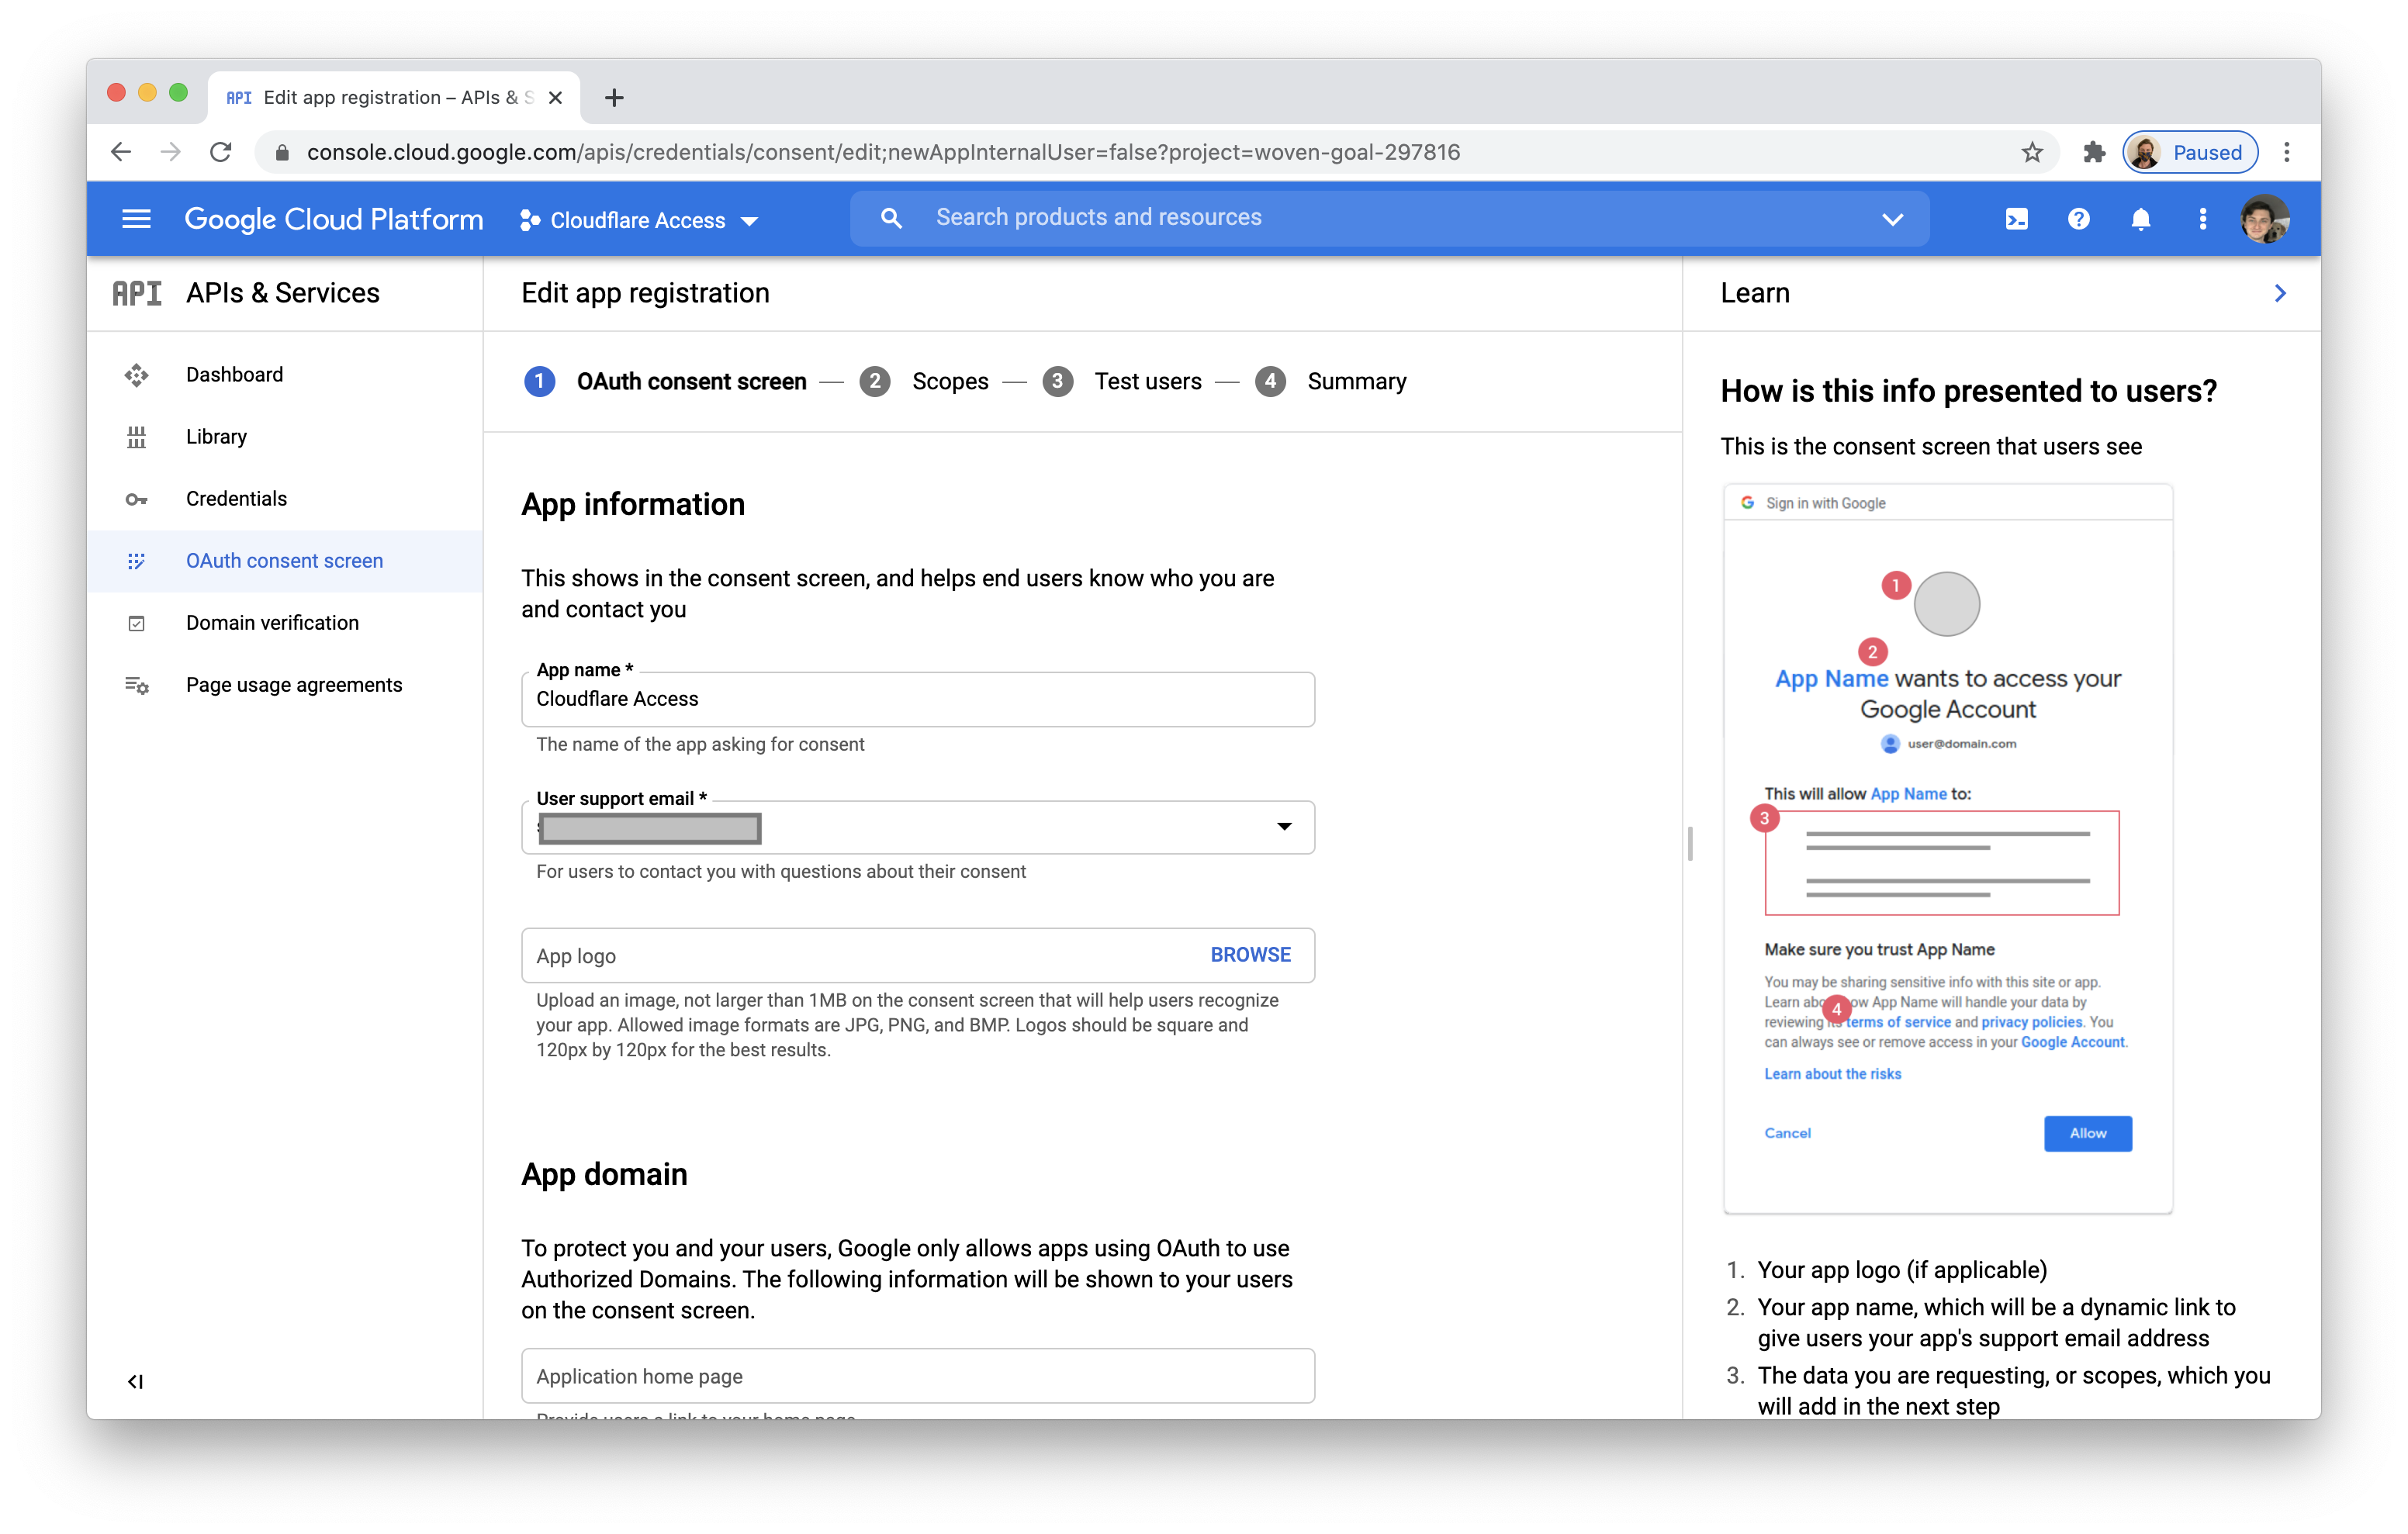 API Edit app registration – APIs & S
console.cloud.google.com/apis/credentials/consent/edit;newAppInternalUser=false?project=woven-goal-297816
Paused
Google Cloud Platform
Cloudflare Access
Search products and resources
API APIs & Services
Dashboard
Library
Credentials
OAuth consent screen
Domain verification
Page usage agreements
Edit app registration
1 OAuth consent screen — 2 Scopes — 3 Test users — 4 Summary
App information
This shows in the consent screen, and helps end users know who you are
and contact you
App name *
Cloudflare Access
The name of the app asking for consent
User support email *
For users to contact you with questions about their consent
App logo
BROWSE
Upload an image, not larger than 1MB on the consent screen that will help users recognize
your app. Allowed image formats are JPG, PNG, and BMP. Logos should be square and
120px by 120px for the best results.
App domain
To protect you and your users, Google only allows apps using OAuth to use
Authorized Domains. The following information will be shown to your users
on the consent screen.
Application home page
Provide users a link to your home page
Learn
How is this info presented to users?
This is the consent screen that users see
G Sign in with Google
1
2
App Name wants to access your
Google Account
user@domain.com
This will allow App Name to:
3
Make sure you trust App Name
You may be sharing sensitive info with this site or app.
Learn about how App Name will handle your data by
4
reviewing its terms of service and privacy policies. You
can always see or remove access in your Google Account.
Learn about the risks
Cancel
Allow
1. Your app logo (if applicable)
2. Your app name, which will be a dynamic link to
give users your app's support email address
3. The data you are requesting, or scopes, which you
will add in the next step